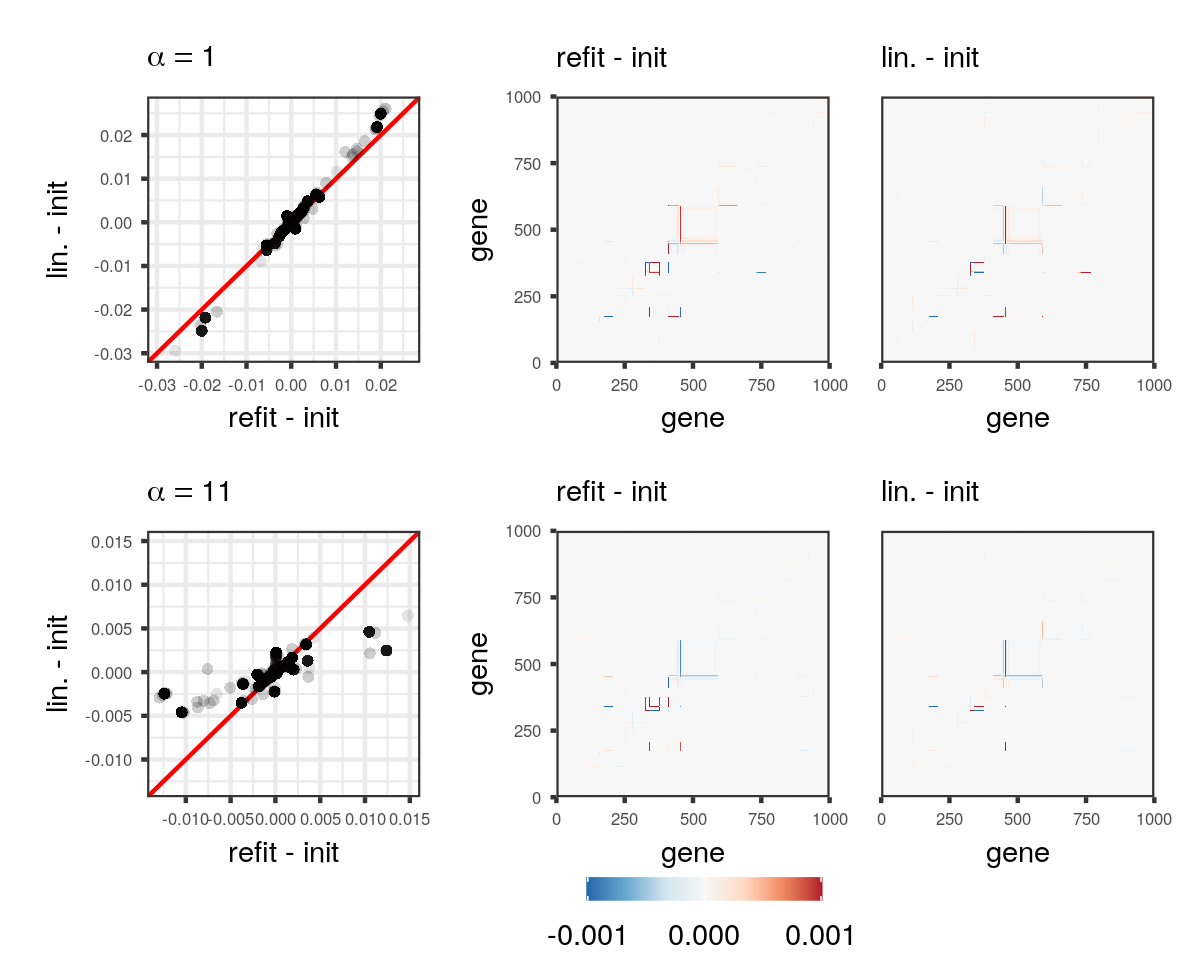 α = 1
refit - init
lin. - init
0.02
0.01
0.00
-0.01
-0.02
-0.03
lin. - init
-0.03 -0.02 -0.01 0.00 0.01 0.02
refit - init
1000
750
500
250
0
gene
0 250 500 750 1000
gene
0 250 500 750 1000
gene
α = 11
refit - init
lin. - init
0.015
0.010
0.005
0.000
-0.005
-0.010
lin. - init
-0.010 -0.005 0.000 0.005 0.010 0.015
refit - init
1000
750
500
250
0
gene
0 250 500 750 1000
gene
0 250 500 750 1000
gene
-0.001 0.000 0.001